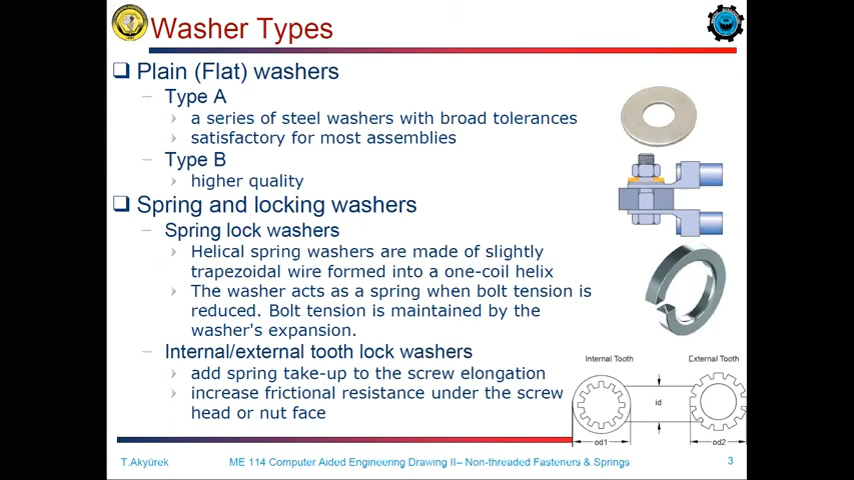 Washer Types
Plain (Flat) washers
– Type A
a series of steel washers with broad tolerances
satisfactory for most assemblies
– Type B
higher quality
Spring and locking washers
– Spring lock washers
Helical spring washers are made of slightly
trapezoidal wire formed into a one-coil helix
The washer acts as a spring when bolt tension is
reduced. Bolt tension is maintained by the
washer's expansion.
– Internal/external tooth lock washers
add spring take-up to the screw elongation
increase frictional resistance under the screw
head or nut face
Internal Tooth
External Tooth
id
od1
od2
T.Akyürek
ME 114 Computer Aided Engineering Drawing II– Non-threaded Fasteners & Springs
3